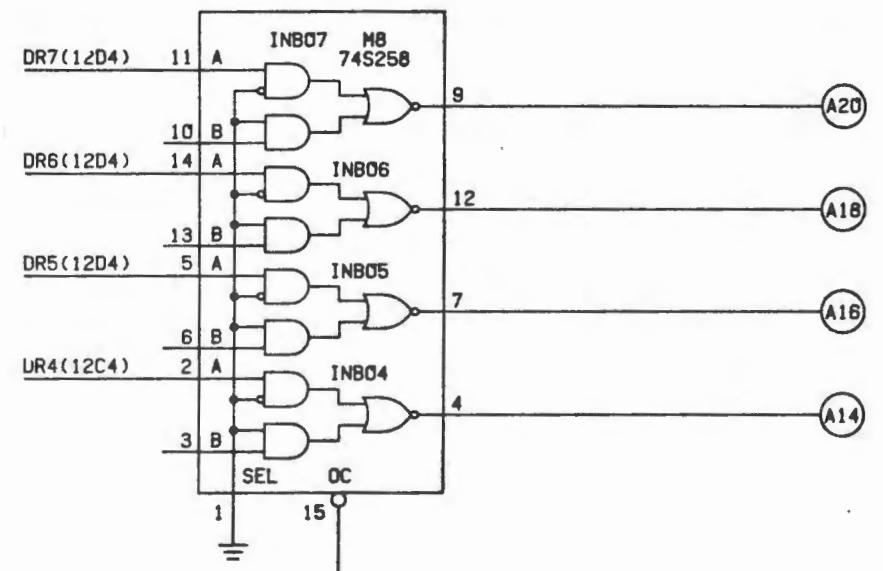 INB07 M8
74S258
DR7(12D4) 11 A
9
A20
10 B
DR6(12D4) 14 A
INB06
12
A18
13 B
DR5(12D4) 5 A
INB05
7
A16
6 B
DR4(12C4) 2 A
INB04
4
A14
3 B
SEL OC
1 15